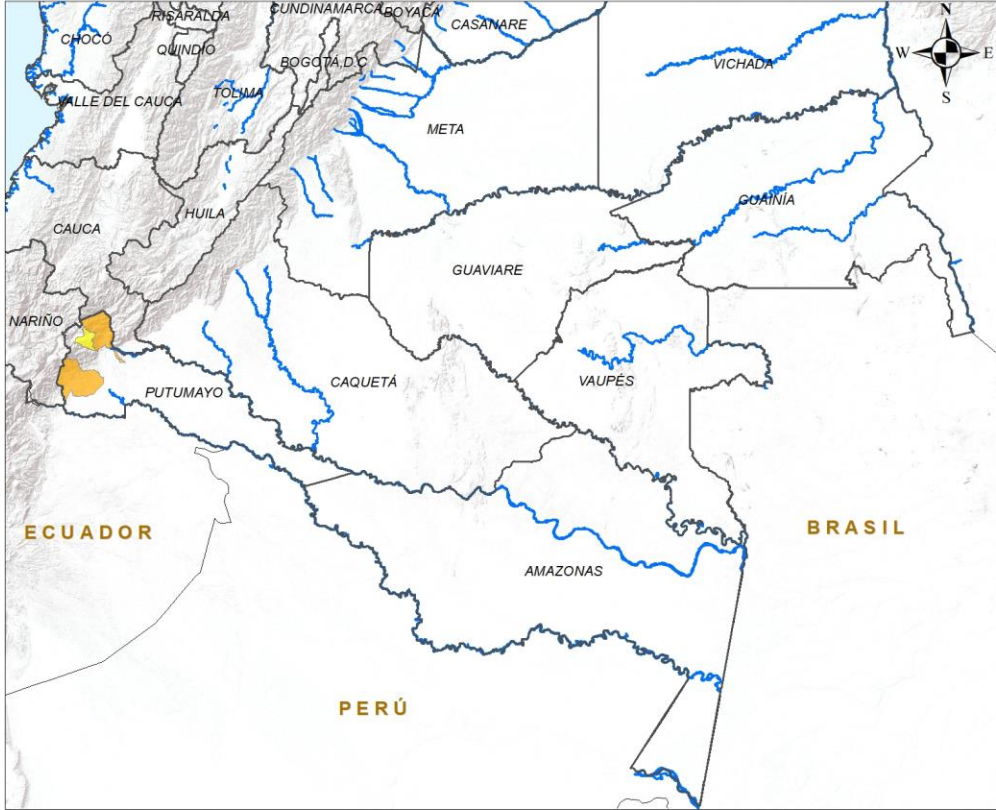 CUNDINAMARCA
BOYACÁ
RISARALDA
CASANARE
N
CHOCÓ
QUINDIO
BOGOTÁ D.C
VICHADA
W
E
S
VALLE DEL CAUCA
TOLIMA
META
HUILA
GUAINÍA
CAUCA
GUAVIARE
NARIÑO
PUTUMAYO
CAQUETÁ
VAUPÉS
ECUADOR
BRASIL
AMAZONAS
PERÚ